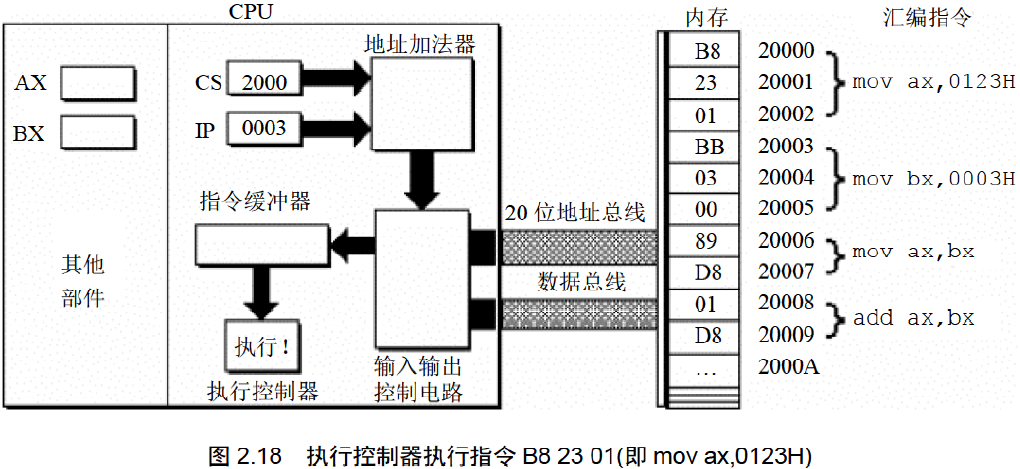 CPU
内存
汇编指令
地址加法器
AX
BX
CS 2000
IP 0003
指令缓冲器
其他
部件
执行!
执行控制器
输入输出
控制电路
20 位地址总线
数据总线
B8 20000
23 20001 mov ax,0123H
01 20002
BB 20003
03 20004 mov bx,0003H
00 20005
89 20006
D8 20007 mov ax,bx
01 20008
D8 20009 add ax,bx
... 2000A
图 2.18 执行控制器执行指令 B8 23 01(即 mov ax,0123H)